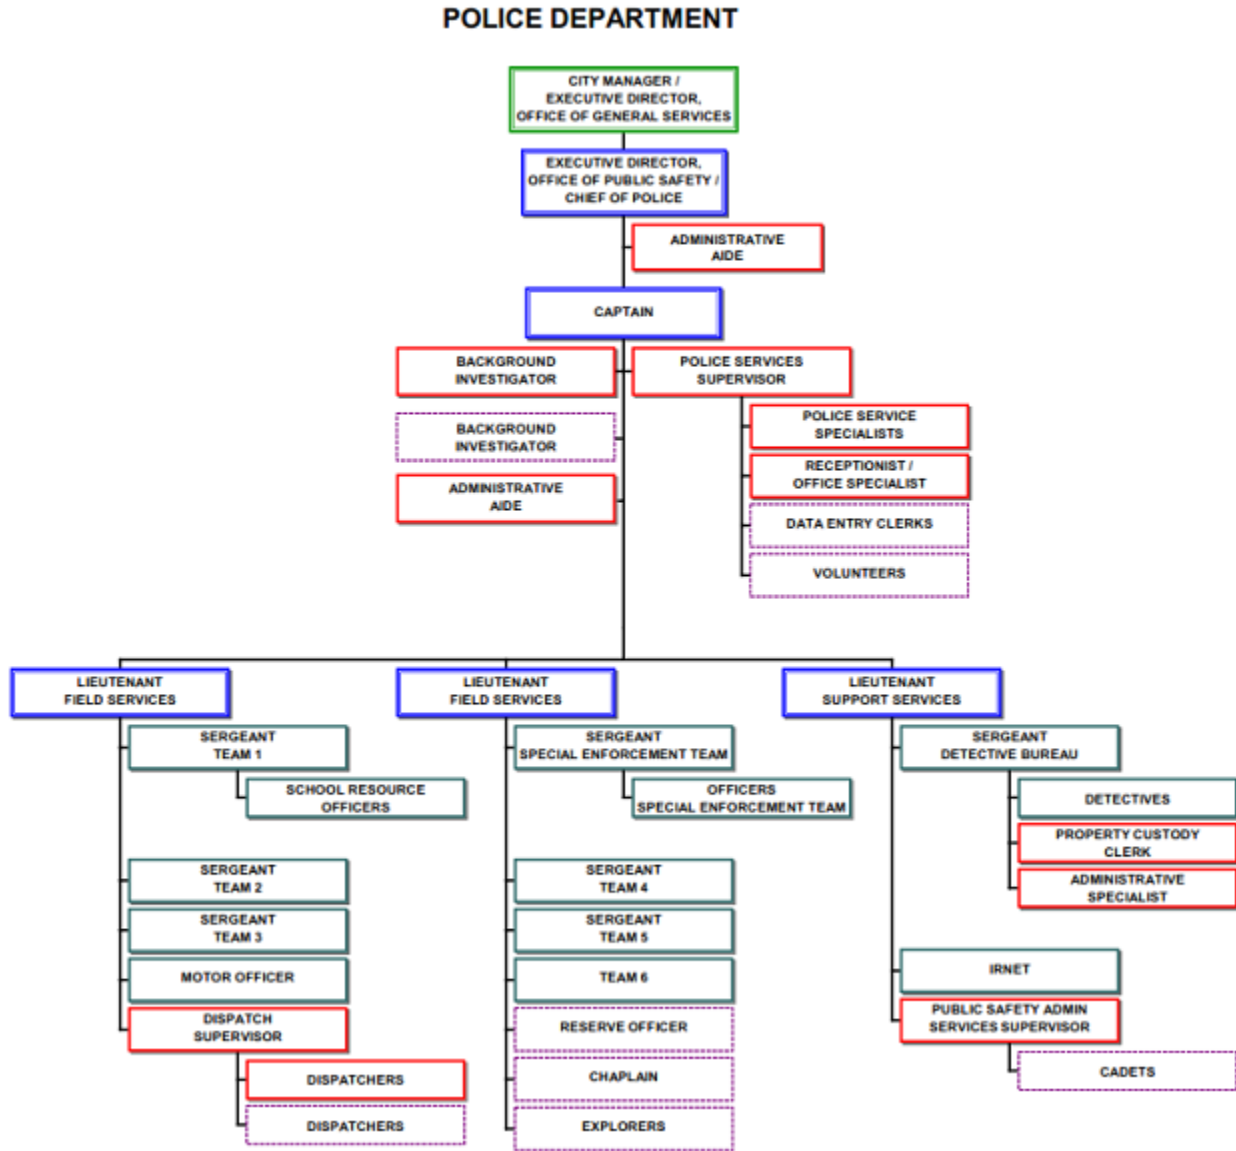 POLICE DEPARTMENT
CITY MANAGER /
EXECUTIVE DIRECTOR,
OFFICE OF GENERAL SERVICES
EXECUTIVE DIRECTOR,
OFFICE OF PUBLIC SAFETY /
CHIEF OF POLICE
ADMINISTRATIVE
AIDE
CAPTAIN
BACKGROUND
INVESTIGATOR
POLICE SERVICES
SUPERVISOR
BACKGROUND
INVESTIGATOR
ADMINISTRATIVE
AIDE
POLICE SERVICE
SPECIALISTS
RECEPTIONIST /
OFFICE SPECIALIST
DATA ENTRY CLERKS
VOLUNTEERS
LIEUTENANT
FIELD SERVICES
SERGEANT
TEAM 1
SCHOOL RESOURCE
OFFICERS
SERGEANT
TEAM 2
SERGEANT
TEAM 3
MOTOR OFFICER
DISPATCH
SUPERVISOR
DISPATCHERS
DISPATCHERS
LIEUTENANT
FIELD SERVICES
SERGEANT
SPECIAL ENFORCEMENT TEAM
OFFICERS
SPECIAL ENFORCEMENT TEAM
SERGEANT
TEAM 4
SERGEANT
TEAM 5
TEAM 6
RESERVE OFFICER
CHAPLAIN
EXPLORERS
LIEUTENANT
SUPPORT SERVICES
SERGEANT
DETECTIVE BUREAU
DETECTIVES
PROPERTY CUSTODY
CLERK
ADMINISTRATIVE
SPECIALIST
IRNET
PUBLIC SAFETY ADMIN
SERVICES SUPERVISOR
CADETS